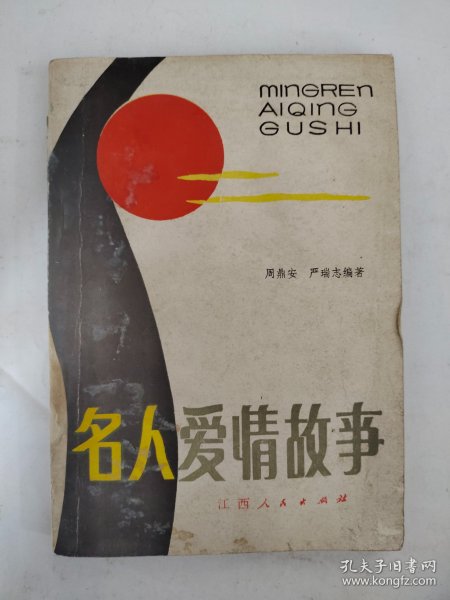 MINGREN
AIQING
GUSHI
周鼎安 严瑞志编著
名人爱情故事
江西人民出版社
孔夫子旧书网
www.kongfz.com